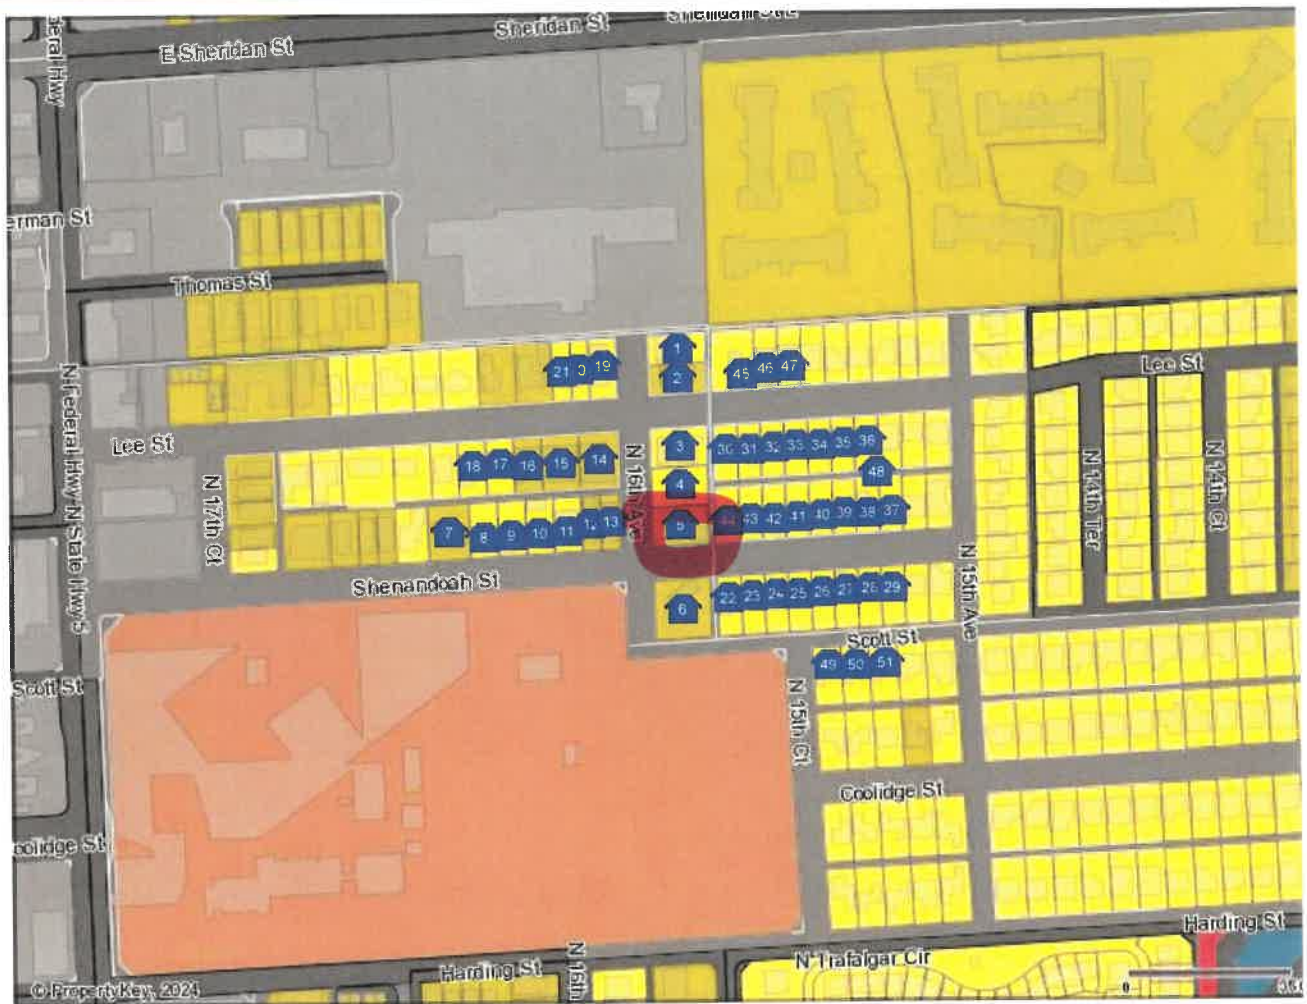 Sheridan St
E Sheridan St
eral Hwy
erman St
Thomas St
1
21 0 19
2
45 46 47
Lee St
Lee St
3
30 31 32 33 34 35 36
18 17 16 15 14
4
48
N 16th Ave
N 17th Ct
N Federal Hwy N State Hwy 5
N 14th Ter
N 14th Ct
7 8 9 10 11 13
5
43 42 41 40 39 38 37
Shenandoah St
6
22 23 24 25 26 27 28 29
N 15th Ave
Scott St
49 50 51
Scott St
N 15th Ct
Coolidge St
oolidge St
Harding St
N Trafalgar Cir
Harding St
N 16th
© PropertyKey, 2024
0